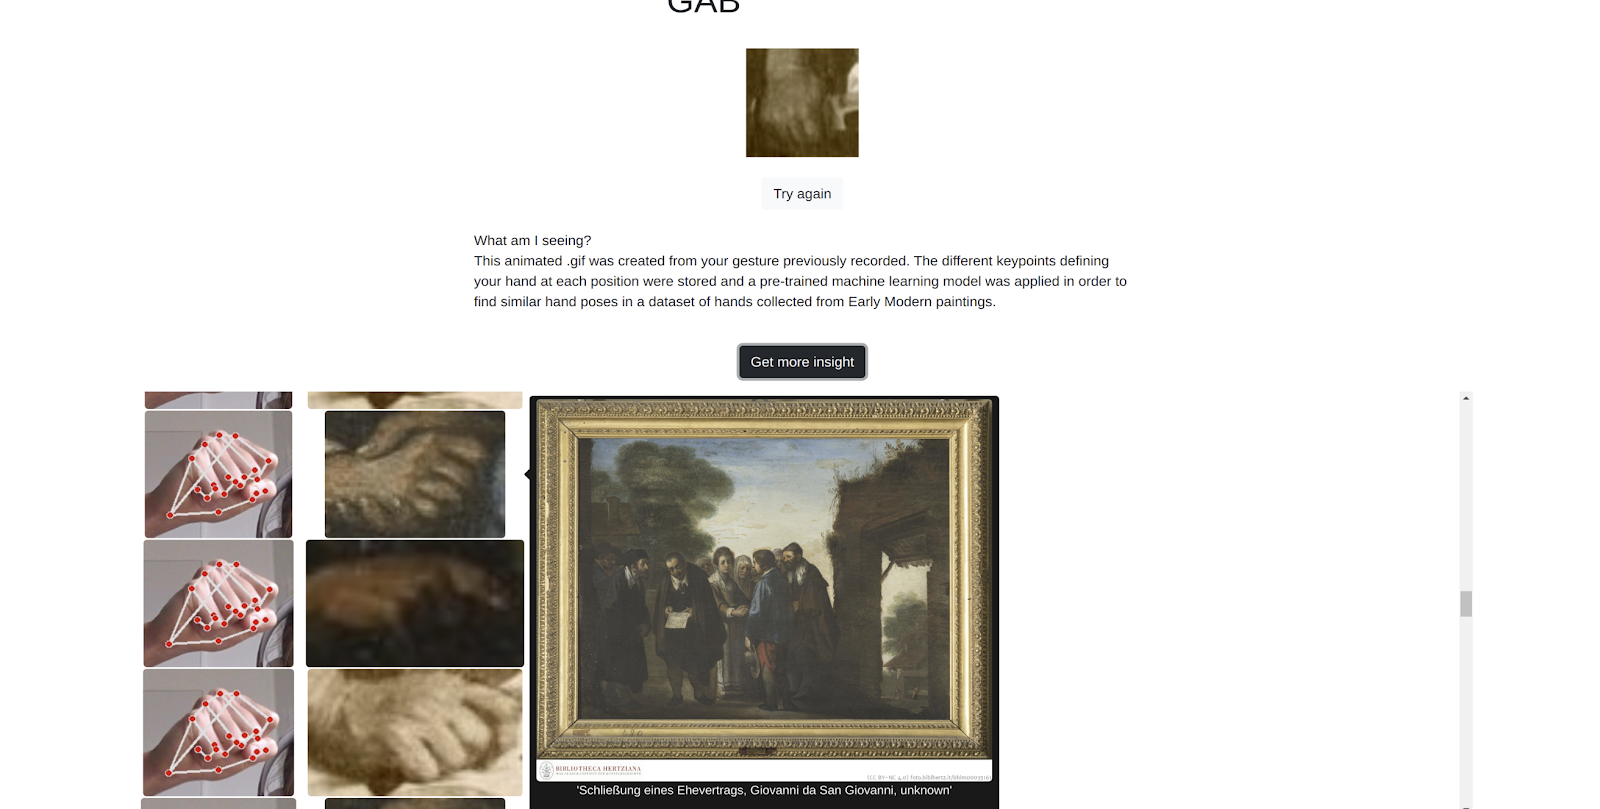 GAB
Try again
What am I seeing?
This animated .gif was created from your gesture previously recorded. The different keypoints defining
your hand at each position were stored and a pre-trained machine learning model was applied in order to
find similar hand poses in a dataset of hands collected from Early Modern paintings.
Get more insight
BIBLIOTHECA HERTZIANA
'Schließung eines Ehevertrags, Giovanni da San Giovanni, unknown'